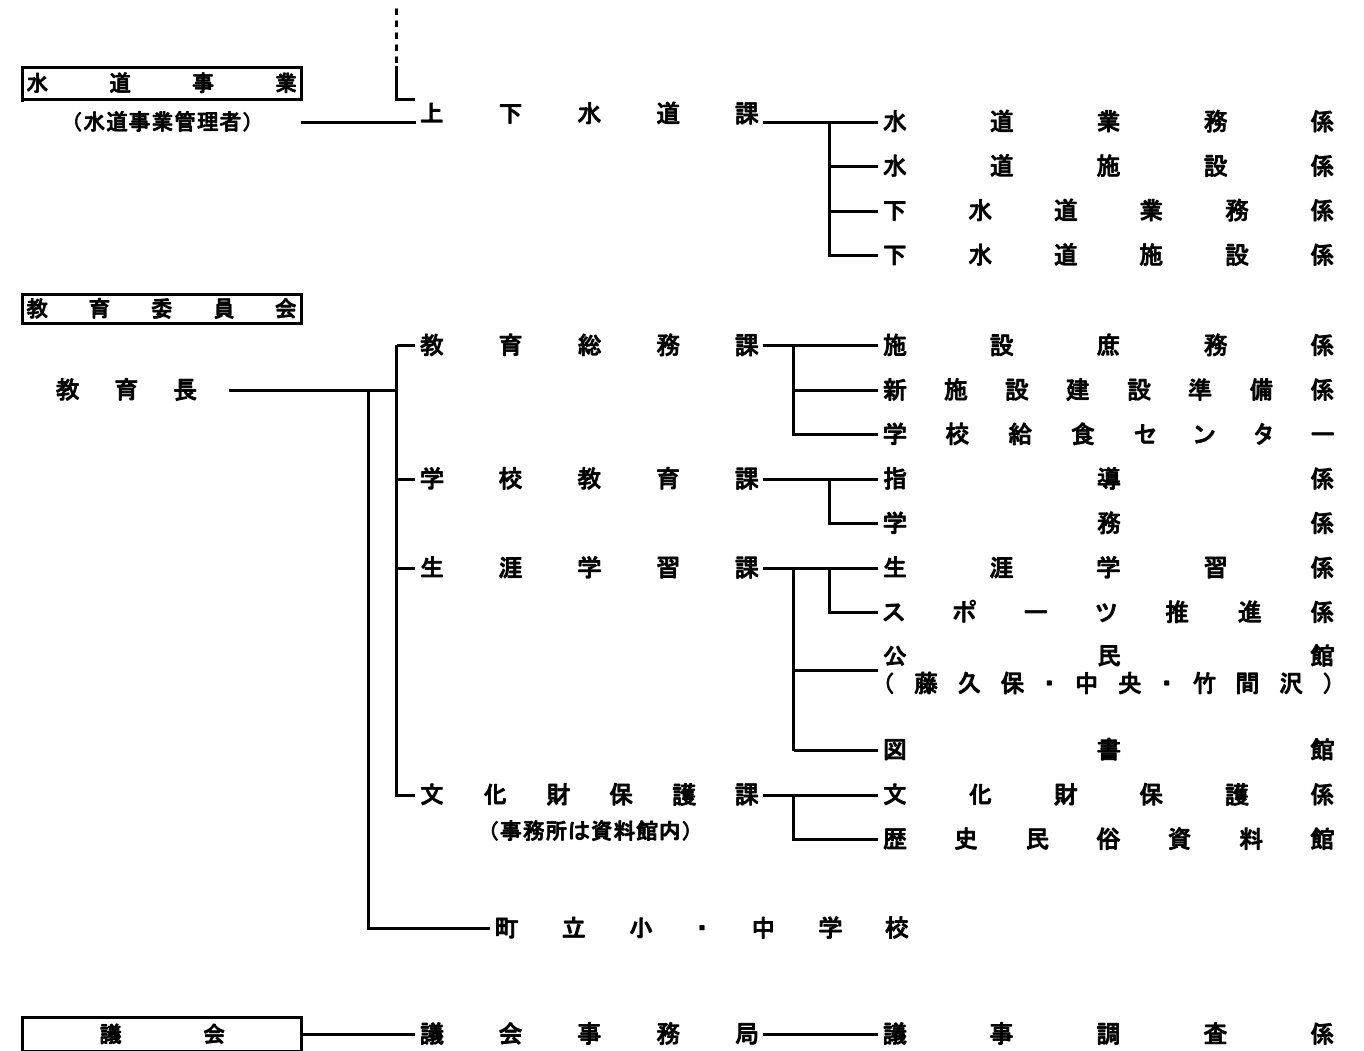 水道事業
（水道事業管理者）
上下水道課
水道業務係
水道施設係
下水道業務係
下水道施設係
教育委員会
教育総務課
施設庶務係
教育長
新施設建設準備係
学校給食センター
学校教育課
指導係
学務係
生涯学習課
生涯学習係
スポーツ推進係
公民館
（藤久保・中央・竹間沢）
図書館
文化財保護課
文化財保護係
（事務所は資料館内）
歴史民俗資料館
町立小・中学校
議会
議会事務局
議事調査係